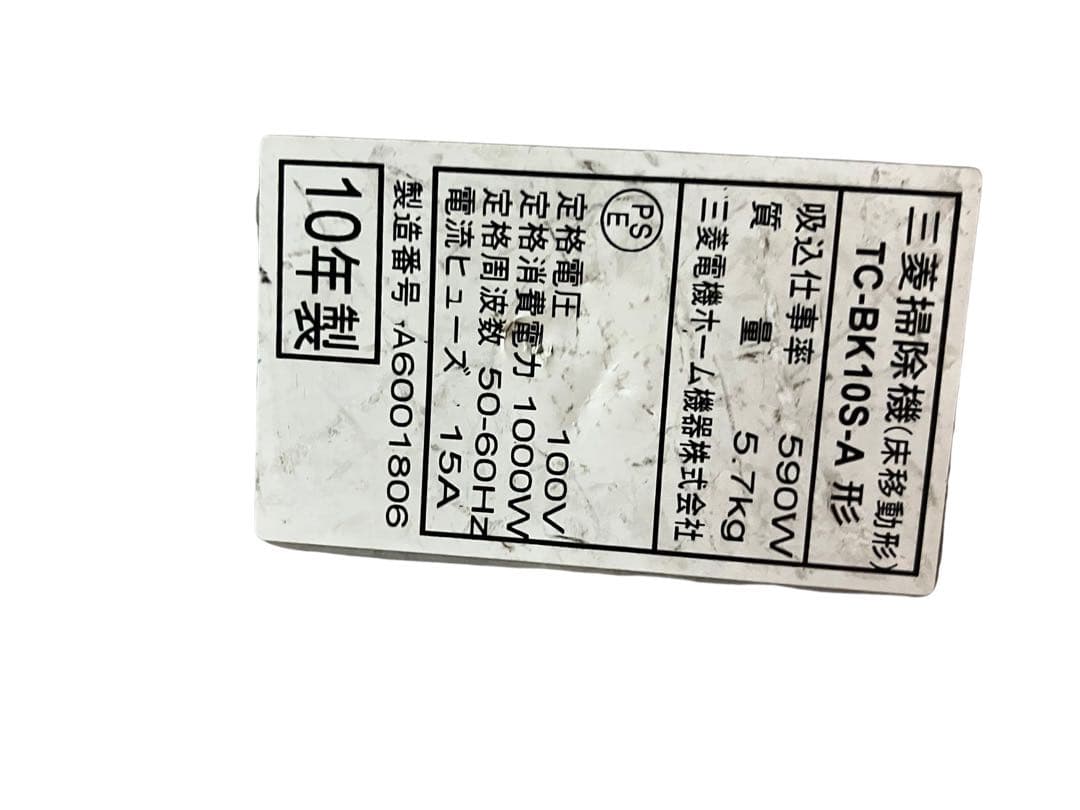 三菱掃除機(床移動形)
TC-BK10S-A 形
吸込仕事率 590W
質量 5.7kg
三菱電機ホーム機器株式会社
PS
E
定格電圧 100V
定格消費電力 1000W
定格周波数 50-60Hz
電流ヒューズ 15A
製造番号 A6001806
10年製